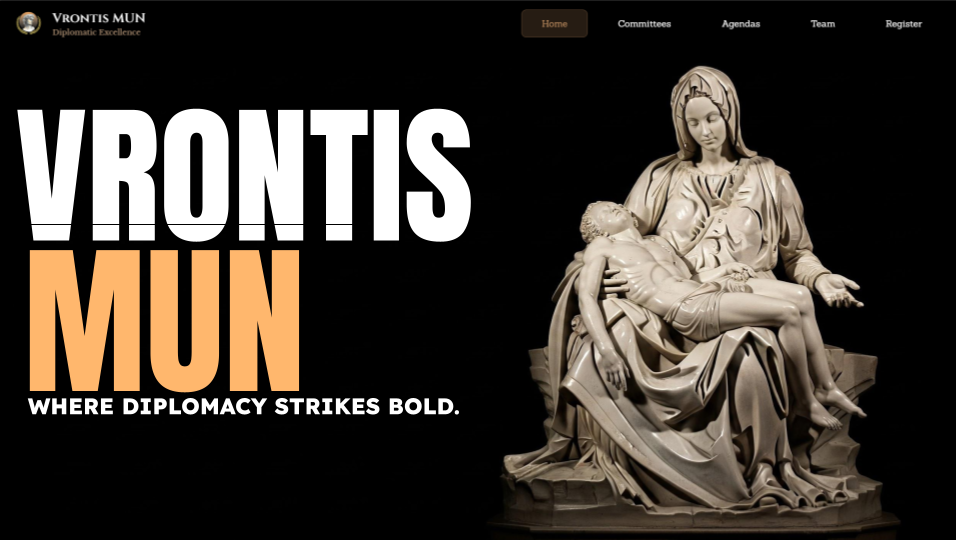 Vrontis MUN
Diplomatic Excellence
Home Committees Agendas Team Register
VRONTIS
MUN
WHERE DIPLOMACY STRIKES BOLD.